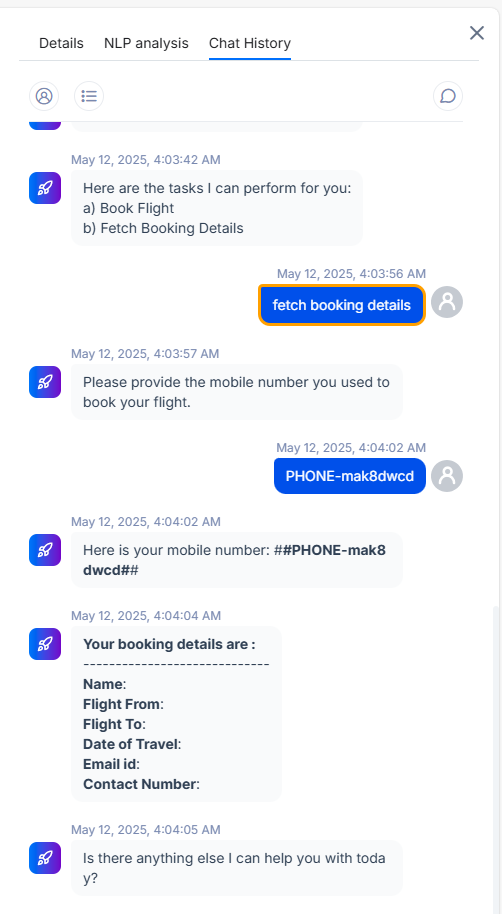 Details NLP analysis Chat History
May 12, 2025, 4:03:42 AM
Here are the tasks I can perform for you:
a) Book Flight
b) Fetch Booking Details
May 12, 2025, 4:03:56 AM
fetch booking details
May 12, 2025, 4:03:57 AM
Please provide the mobile number you used to
book your flight.
May 12, 2025, 4:04:02 AM
PHONE-mak8dwcd
May 12, 2025, 4:04:02 AM
Here is your mobile number: ##PHONE-mak8
dwcd##
May 12, 2025, 4:04:04 AM
Your booking details are :
-----------------------------
Name:
Flight From:
Flight To:
Date of Travel:
Email id:
Contact Number:
May 12, 2025, 4:04:05 AM
Is there anything else I can help you with toda
y?